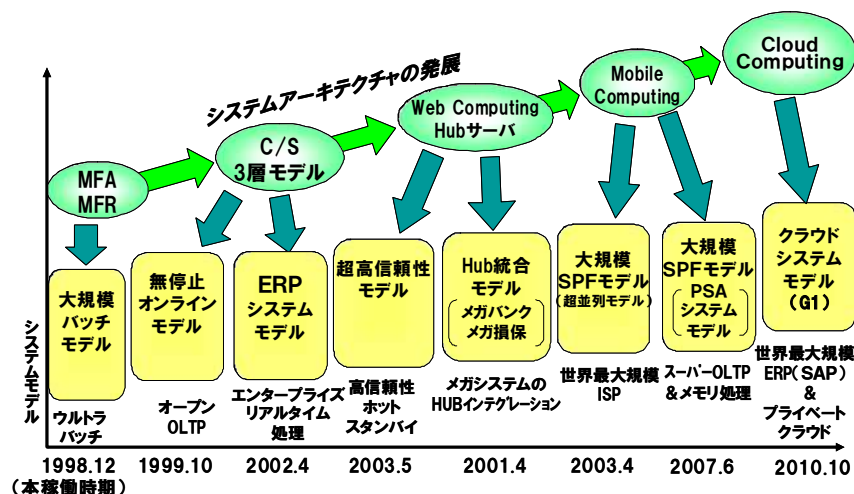 システムアーキテクチャの発展
MFA
MFR
C/S
3層モデル
Web Computing
Hubサーバ
Mobile
Computing
Cloud
Computing
システムモデル
大規模
バッチ
モデル
無停止
オンライン
モデル
ERP
システム
モデル
超高信頼性
モデル
Hub統合
モデル
メガバンク
メガ損保
大規模
SPFモデル
(超並列モデル)
大規模
SPFモデル
PSA
システム
モデル
クラウド
システム
モデル
(G1)
ウルトラ
バッチ
オープン
OLTP
エンタープライズ
リアルタイム
処理
高信頼性
ホット
スタンバイ
メガシステムの
HUBインテグレーション
世界最大規模
ISP
スーパーOLTP
&メモリ処理
世界最大規模
ERP(SAP)
&
プライベート
クラウド
1998.12
1999.10
2002.4
2003.5
2001.4
2003.4
2007.6
2010.10
(本稼働時期)